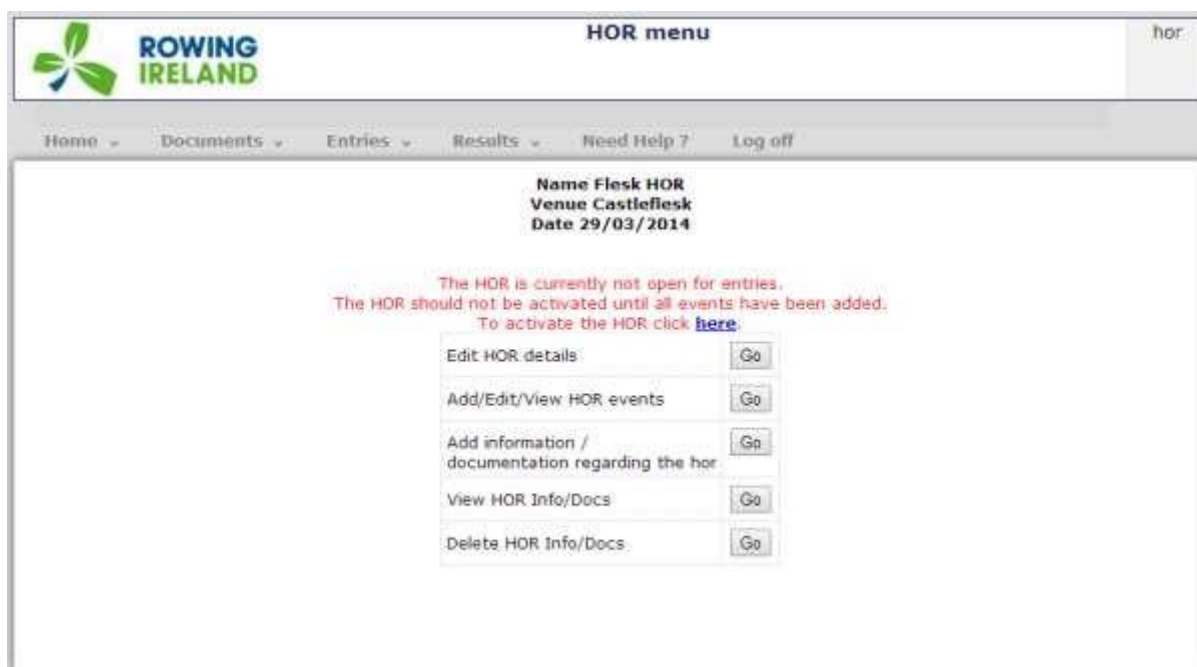 HOR menu
hor
ROWING
IRELAND
Home
Documents
Entries
Results
Need Help ?
Log off
Name Flesk HOR
Venue Castleflesk
Date 29/03/2014
The HOR is currently not open for entries.
The HOR should not be activated until all events have been added.
To activate the HOR click here.
Edit HOR details Go
Add/Edit/View HOR events Go
Add information / Go
documentation regarding the hor
View HOR Info/Docs Go
Delete HOR Info/Docs Go